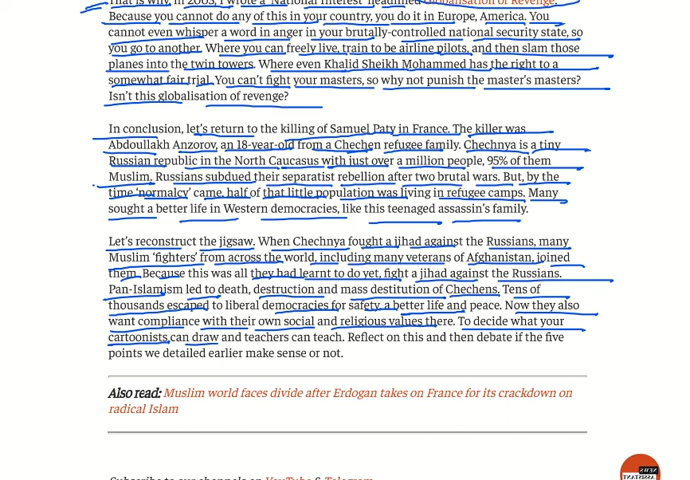 That is why, in 2003, I wrote a 'National Interest' headlined Globalisation of Revenge.
Because you cannot do any of this in your country, you do it in Europe, America. You
cannot even whisper a word in anger in your brutally-controlled national security state, so
you go to another. Where you can freely live, train to be airline pilots, and then slam those
planes into the twin towers. Where even Khalid Sheikh Mohammed has the right to a
somewhat fair trial. You can't fight your masters, so why not punish the master's masters?
Isn't this globalisation of revenge?
In conclusion, let's return to the killing of Samuel Paty in France. The killer was
Abdoullakh Anzorov, an 18-year-old from a Chechen refugee family. Chechnya is a tiny
Russian republic in the North Caucasus with just over a million people, 95% of them
Muslim. Russians subdued their separatist rebellion after two brutal wars. But, by the
time 'normalcy' came, half of that little population was living in refugee camps. Many
sought a better life in Western democracies, like this teenaged assassin's family.
Let's reconstruct the jigsaw. When Chechnya fought a jihad against the Russians, many
Muslim 'fighters' from across the world, including many veterans of Afghanistan, joined
them. Because this was all they had learnt to do yet, fight a jihad against the Russians.
Pan-Islamism led to death, destruction and mass destitution of Chechens. Tens of
thousands escaped to liberal democracies for safety, a better life and peace. Now they also
want compliance with their own social and religious values there. To decide what your
cartoonists can draw and teachers can teach. Reflect on this and then debate if the five
points we detailed earlier make sense or not.
Also read: Muslim world faces divide after Erdogan takes on France for its crackdown on
radical Islam
Subscribe to our channels on YouTube & Telegram